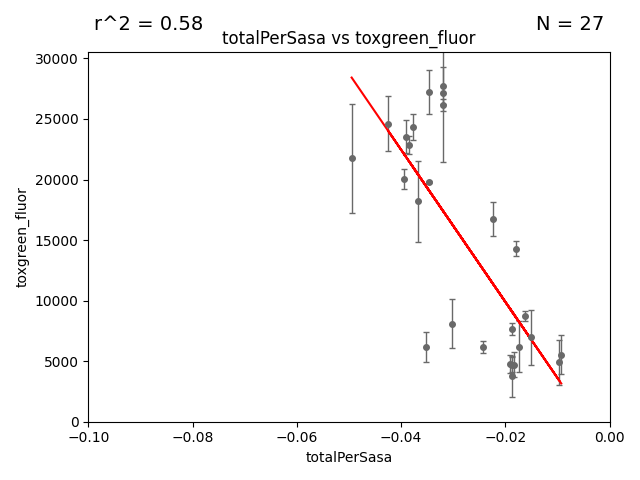 r^2 = 0.58
N = 27
totalPerSasa vs toxgreen_fluor
30000
25000
20000
15000
10000
5000
0
toxgreen_fluor
−0.10
−0.08
−0.06
−0.04
−0.02
0.00
totalPerSasa